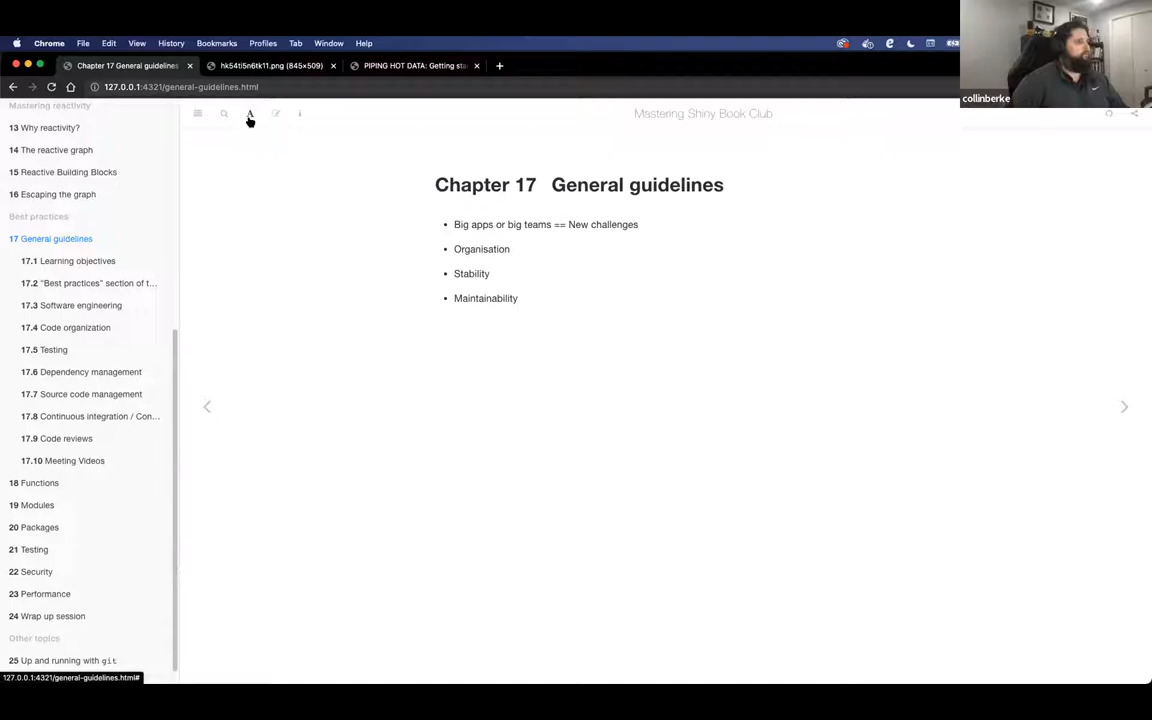 Chrome File Edit View History Bookmarks Profiles Tab Window Help
Chapter 17 General guidelines
hk54ti5n6tk11.png (845×509)
PIPING HOT DATA: Getting sta
127.0.0.1:4321/general-guidelines.html
collinberke
Mastering reactivity
13 Why reactivity?
14 The reactive graph
15 Reactive Building Blocks
16 Escaping the graph
Best practices
17 General guidelines
17.1 Learning objectives
17.2 "Best practices" section of t...
17.3 Software engineering
17.4 Code organization
17.5 Testing
17.6 Dependency management
17.7 Source code management
17.8 Continuous integration / Con...
17.9 Code reviews
17.10 Meeting Videos
18 Functions
19 Modules
20 Packages
21 Testing
22 Security
23 Performance
24 Wrap up session
Other topics
25 Up and running with git
127.0.0.1:4321/general-guidelines.html#
Mastering Shiny Book Club
Chapter 17 General guidelines
• Big apps or big teams == New challenges
• Organisation
• Stability
• Maintainability